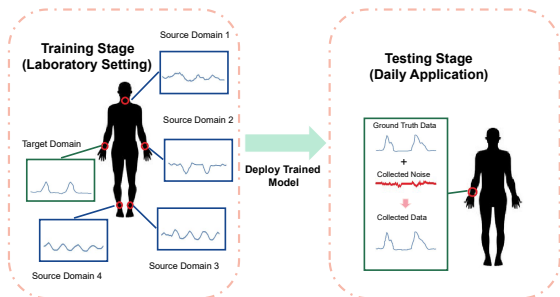 Training Stage
(Laboratory Setting)
Source Domain 1
Source Domain 2
Target Domain
Source Domain 4
Source Domain 3
Deploy Trained
Model
Testing Stage
(Daily Application)
Ground Truth Data
+
Collected Noise
Collected Data